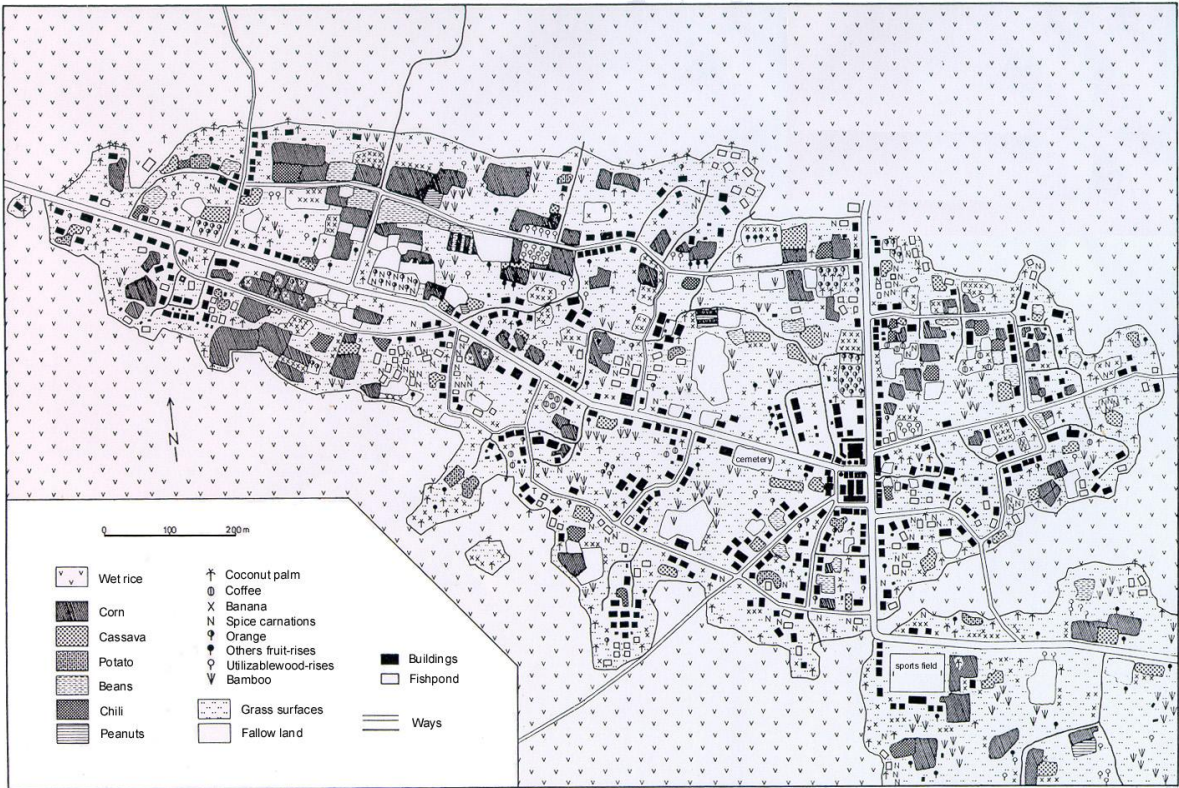 cemetery
sports field
N
0 100 200 m
Wet rice
Corn
Cassava
Potato
Beans
Chili
Peanuts
Coconut palm
Coffee
Banana
Spice carnations
Orange
Others fruit-rises
Utilizablewood-rises
Bamboo
Grass surfaces
Fallow land
Buildings
Fishpond
Ways